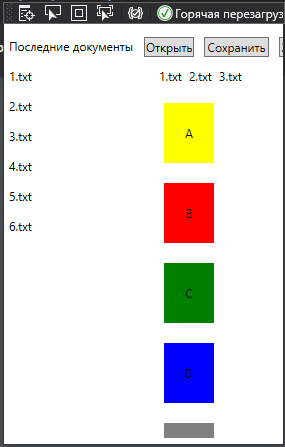 Горячая перезагруз
Последние документы Открыть Сохранить
1.txt 1.txt 2.txt 3.txt
2.txt
A
3.txt
4.txt
5.txt
B
6.txt
C
D